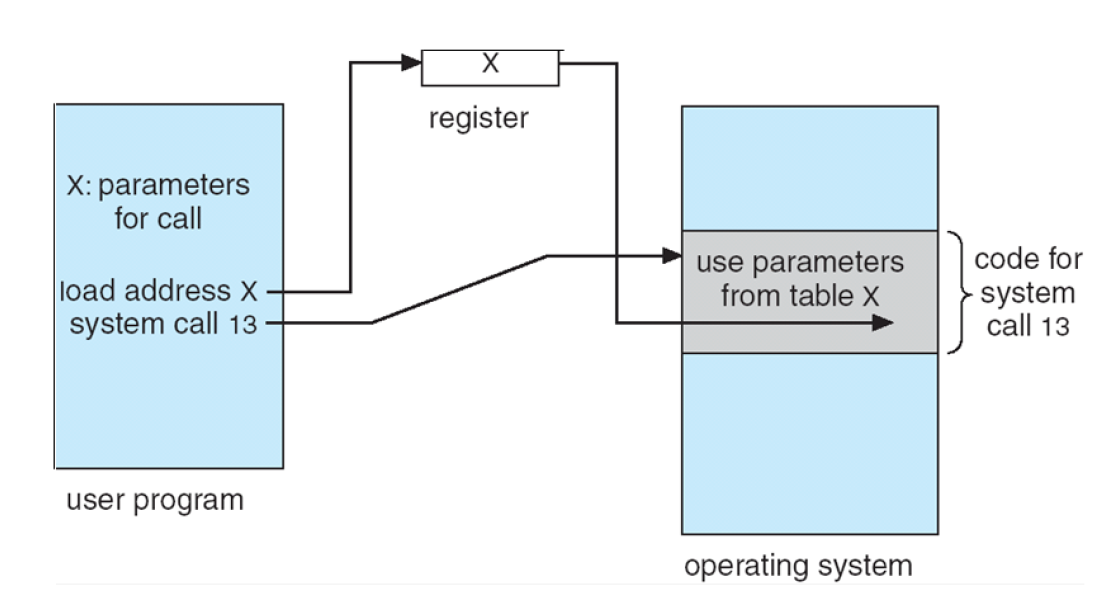 X
register
X: parameters
for call
load address X
system call 13
user program
use parameters
from table X
code for
system
call 13
operating system